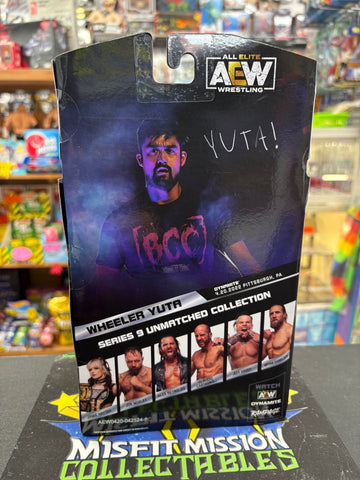 ALL ELITE
AEW
WRESTLING
YUTA!
[BCC]
DYNAMITE
4.20.2022 PITTSBURGH, PA
WHEELER YUTA
SERIES 9 UNMATCHED COLLECTION
WATCH
AEW
DYNAMITE
RAMPAGE
MISFIT MISSION
COLLECTABLES